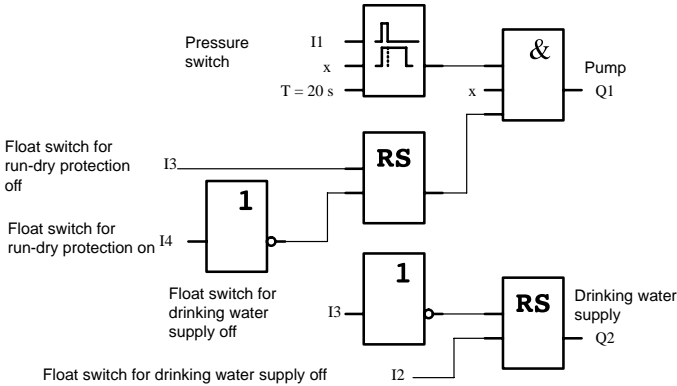 Pressure
switch
I1
x
T = 20 s
&
x
Pump
Q1
Float switch for
run-dry protection
off
I3
RS
1
Float switch for
run-dry protection on
I4
Float switch for
drinking water
supply off
I3
1
RS
Drinking water
supply
Q2
Float switch for drinking water supply off
I2